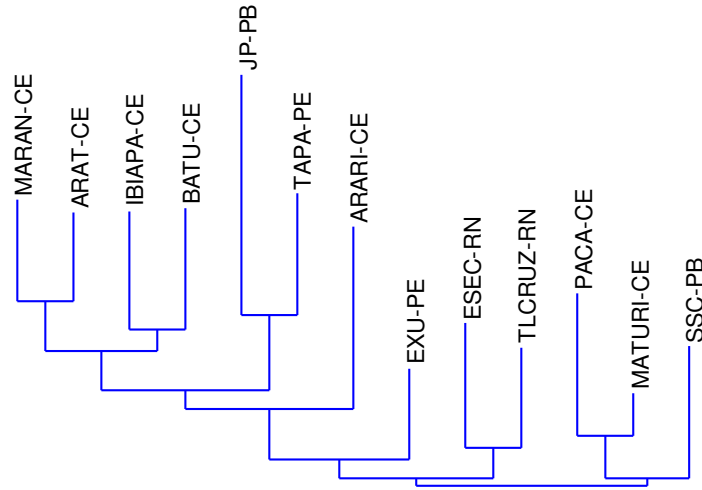 MARAN-CE
ARAT-CE
IBIAPA-CE
BATU-CE
JP-PB
TAPA-PE
ARARI-CE
EXU-PE
ESEC-RN
TLCRUZ-RN
PACA-CE
MATURI-CE
SSC-PB